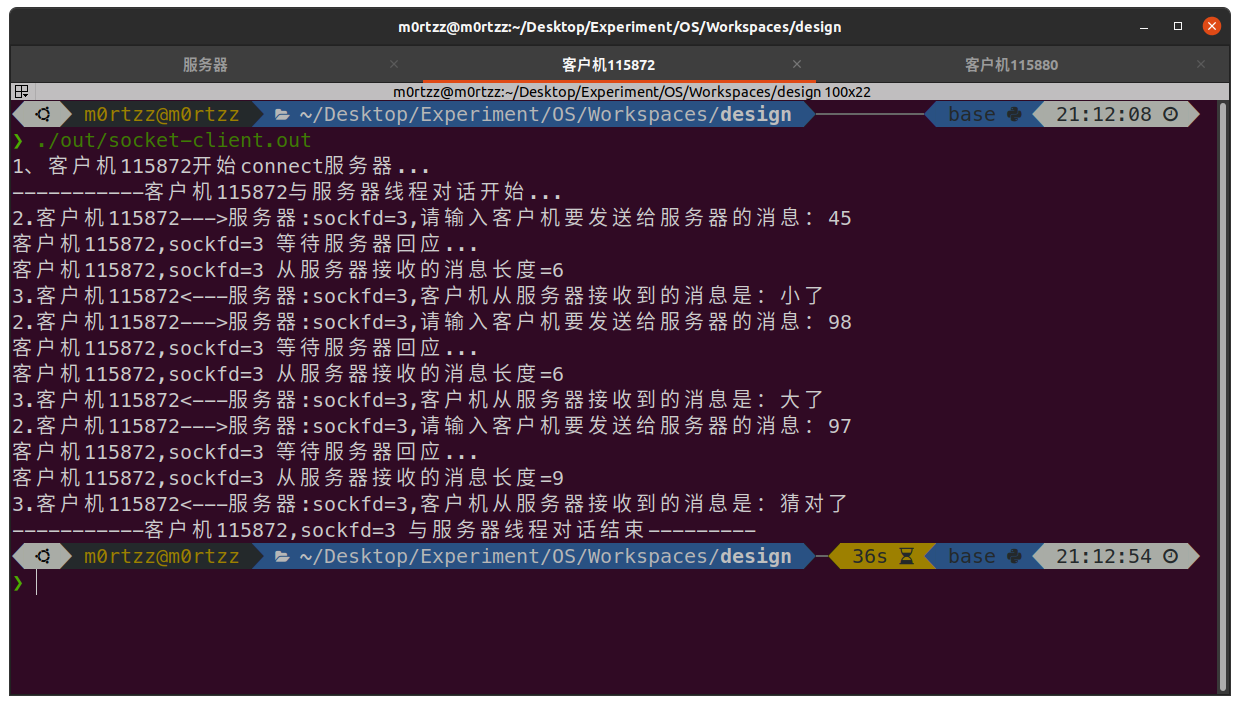 m0rtzz@m0rtzz:~/Desktop/Experiment/OS/Workspaces/design
服务器 客户机115872 客户机115880
m0rtzz@m0rtzz:~/Desktop/Experiment/OS/Workspaces/design 100x22
m0rtzz@m0rtzz ~/Desktop/Experiment/OS/Workspaces/design base 21:12:08
❯ ./out/socket-client.out
1、客户机115872开始connect服务器...
-----------客户机115872与服务器线程对话开始...
2.客户机115872--->服务器:sockfd=3,请输入客户机要发送给服务器的消息：45
客户机115872,sockfd=3 等待服务器回应...
客户机115872,sockfd=3 从服务器接收的消息长度=6
3.客户机115872<---服务器:sockfd=3,客户机从服务器接收到的消息是：小了
2.客户机115872--->服务器:sockfd=3,请输入客户机要发送给服务器的消息：98
客户机115872,sockfd=3 等待服务器回应...
客户机115872,sockfd=3 从服务器接收的消息长度=6
3.客户机115872<---服务器:sockfd=3,客户机从服务器接收到的消息是：大了
2.客户机115872--->服务器:sockfd=3,请输入客户机要发送给服务器的消息：97
客户机115872,sockfd=3 等待服务器回应...
客户机115872,sockfd=3 从服务器接收的消息长度=9
3.客户机115872<---服务器:sockfd=3,客户机从服务器接收到的消息是：猜对了
-----------客户机115872,sockfd=3 与服务器线程对话结束---------
m0rtzz@m0rtzz ~/Desktop/Experiment/OS/Workspaces/design 36s base 21:12:54
❯